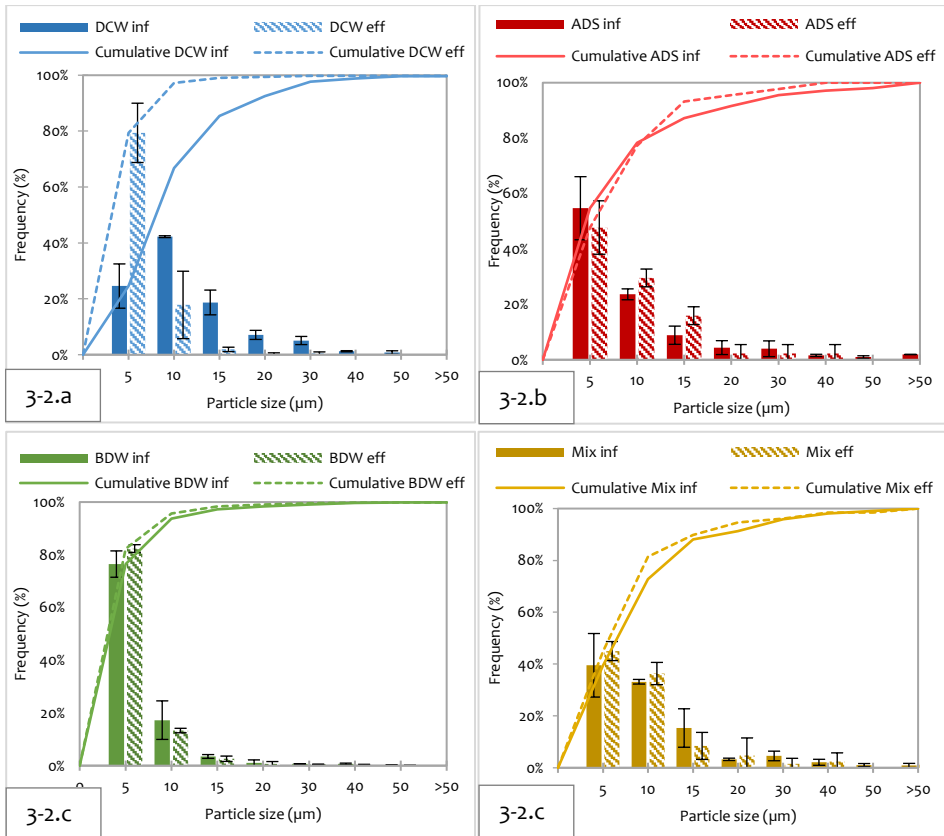 DCW inf DCW eff
Cumulative DCW inf Cumulative DCW eff
100%
80%
60%
40%
20%
0%
Frequency (%)
5 10 15 20 30 40 50 >50
Particle size (µm)
3-2.a
ADS inf ADS eff
Cumulative ADS inf Cumulative ADS eff
100%
80%
60%
40%
20%
0%
Frequency (%)
5 10 15 20 30 40 50 >50
Particle size (µm)
3-2.b
BDW inf BDW eff
Cumulative BDW inf Cumulative BDW eff
100%
80%
60%
40%
20%
0%
Frequency (%)
0 5 10 15 20 30 40 50 >50
Particle size (µm)
3-2.c
Mix inf Mix eff
Cumulative Mix inf Cumulative Mix eff
100%
80%
60%
40%
20%
0%
Frequency (%)
5 10 15 20 30 40 50 >50
Particle size (µm)
3-2.c